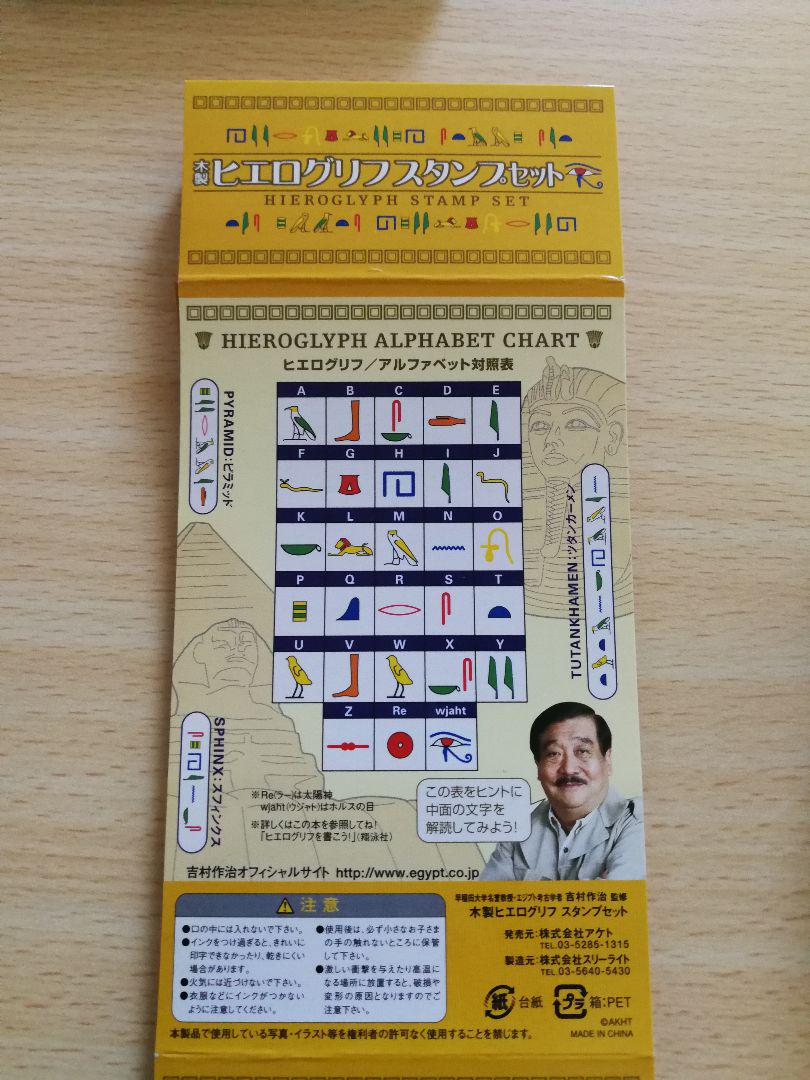 木製 ヒエログリフスタンプセット
HIEROGLYPH STAMP SET
HIEROGLYPH ALPHABET CHART
ヒエログリフ／アルファベット対照表
A B C D E
F G H I J
K L M N O
P Q R S T
U V W X Y
Z Re wjaht
PYRAMID:ピラミッド
TUTANKHAMEN:ツタンカーメン
SPHINX:スフィンクス
※Re(ラー)は太陽神
wjaht(ウジャト)はホルスの目
※詳しくはこの本を参照してね!
「ヒエログリフを書こう!」(翔泳社)
この表をヒントに
中面の文字を
解読してみよう!
吉村作治オフィシャルサイト http://www.egypt.co.jp
注意
●口の中には入れないで下さい。
●インクをつけ過ぎると、きれいに
印字できなかったり、乾きにくい
場合があります。
●火気には近づけないで下さい。
●衣服などにインクがつかない
ように注意してください。
●使用後は、必ず小さなお子さま
の手の触れないところに保管
して下さい。
●激しい衝撃を与えたり高温に
なる場所に放置すると、破損や
変形の原因となりますのでご
注意下さい。
早稲田大学名誉教授・エジプト考古学者 吉村作治 監修
木製ヒエログリフ スタンプセット
発売元:株式会社アケト
TEL.03-5285-1315
製造元:株式会社スリーライト
TEL.03-5640-5430
紙 台紙 プラ 箱:PET
©AKHT
MADE IN CHINA
本製品で使用している写真・イラスト等を権利者の許可なく使用することを禁じます。